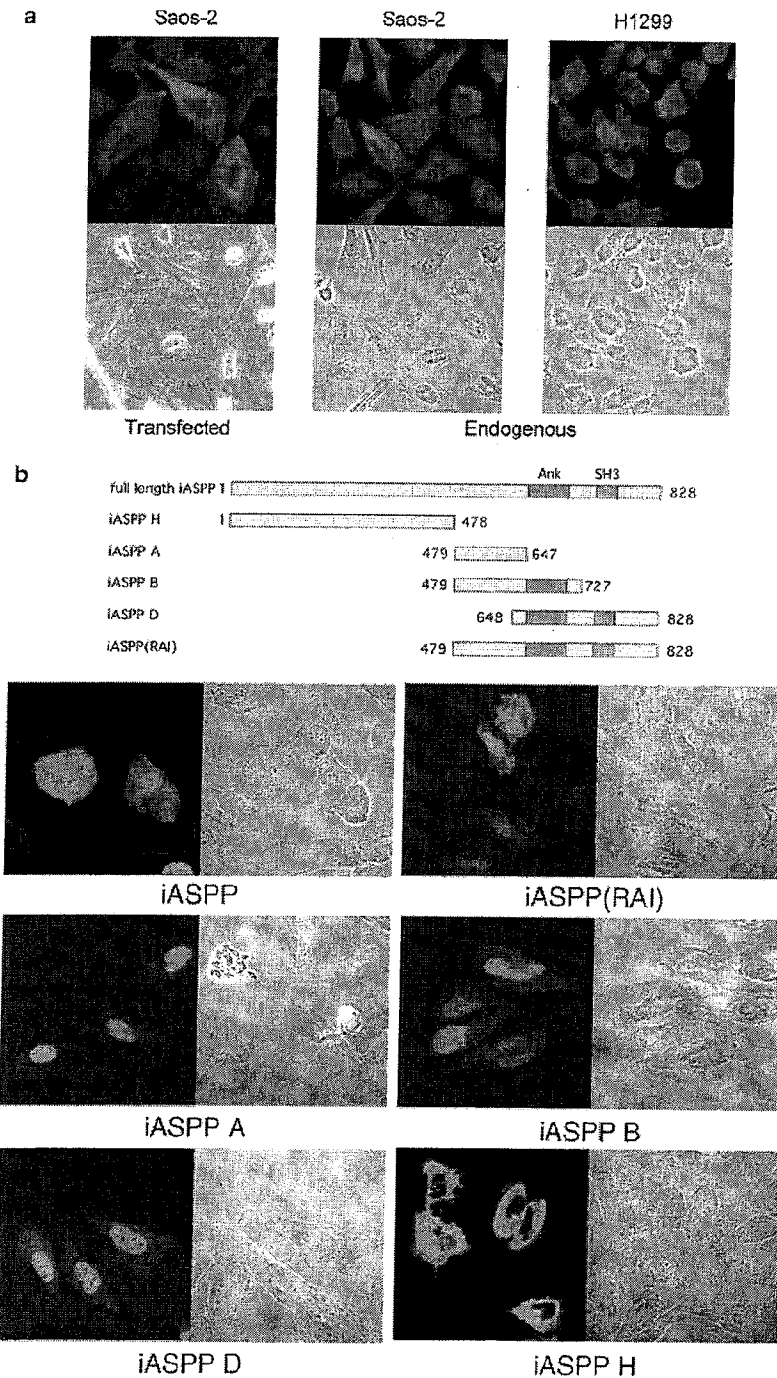 a
Saos-2 Saos-2 H1299
Transfected Endogenous
b
Ank SH3
full length iASPP 1 828
iASPP H 1 478
iASPP A 479 647
iASPP B 479 727
iASPP D 648 828
iASPP(RAI) 479 828
iASPP iASPP(RAI)
iASPP A iASPP B
iASPP D iASPP H